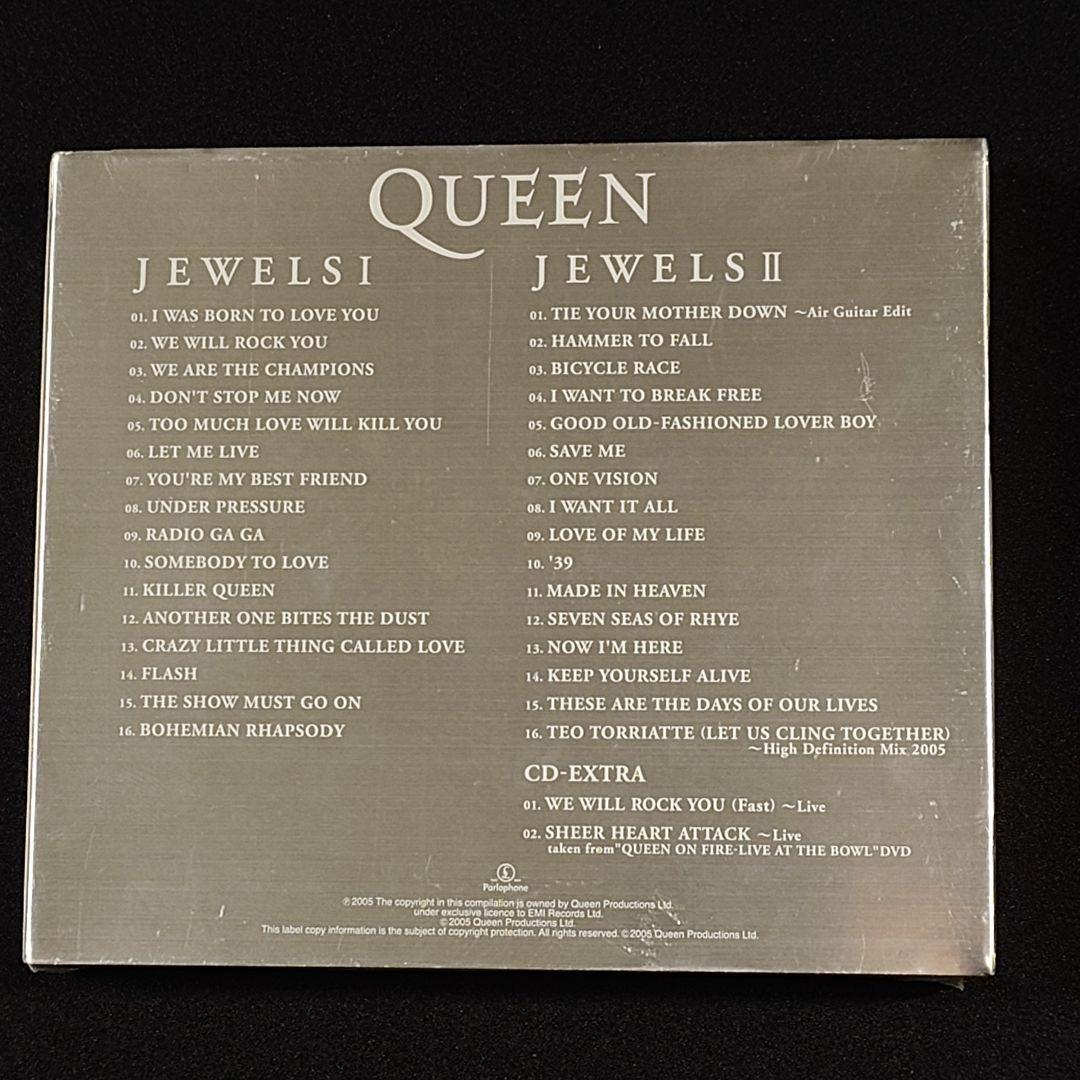 QUEEN
JEWELS I
01. I WAS BORN TO LOVE YOU
02. WE WILL ROCK YOU
03. WE ARE THE CHAMPIONS
04. DON'T STOP ME NOW
05. TOO MUCH LOVE WILL KILL YOU
06. LET ME LIVE
07. YOU'RE MY BEST FRIEND
08. UNDER PRESSURE
09. RADIO GA GA
10. SOMEBODY TO LOVE
11. KILLER QUEEN
12. ANOTHER ONE BITES THE DUST
13. CRAZY LITTLE THING CALLED LOVE
14. FLASH
15. THE SHOW MUST GO ON
16. BOHEMIAN RHAPSODY
JEWELS II
01. TIE YOUR MOTHER DOWN ~Air Guitar Edit
02. HAMMER TO FALL
03. BICYCLE RACE
04. I WANT TO BREAK FREE
05. GOOD OLD-FASHIONED LOVER BOY
06. SAVE ME
07. ONE VISION
08. I WANT IT ALL
09. LOVE OF MY LIFE
10. '39
11. MADE IN HEAVEN
12. SEVEN SEAS OF RHYE
13. NOW I'M HERE
14. KEEP YOURSELF ALIVE
15. THESE ARE THE DAYS OF OUR LIVES
16. TEO TORRIATTE (LET US CLING TOGETHER)
~High Definition Mix 2005
CD-EXTRA
01. WE WILL ROCK YOU (Fast) ~Live
02. SHEER HEART ATTACK ~Live
taken from"QUEEN ON FIRE-LIVE AT THE BOWL"DVD
£
Parlophone
℗2005 The copyright in this compilation is owned by Queen Productions Ltd.
under exclusive licence to EMI Records Ltd.
©2005 Queen Productions Ltd.
This label copy information is the subject of copyright protection. All rights reserved. ©2005 Queen Productions Ltd.